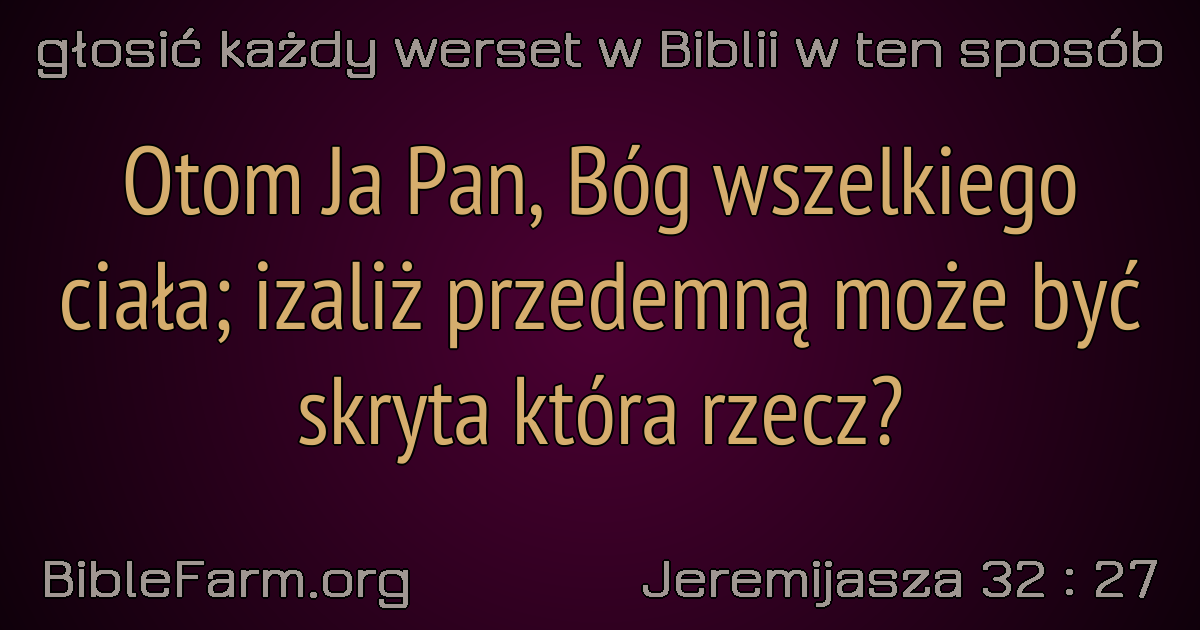 głosić każdy werset w Biblii w ten sposób
Otom Ja Pan, Bóg wszelkiego
ciała; izaliż przedemną może być
skryta która rzecz?
BibleFarm.org
Jeremijasza 32 : 27